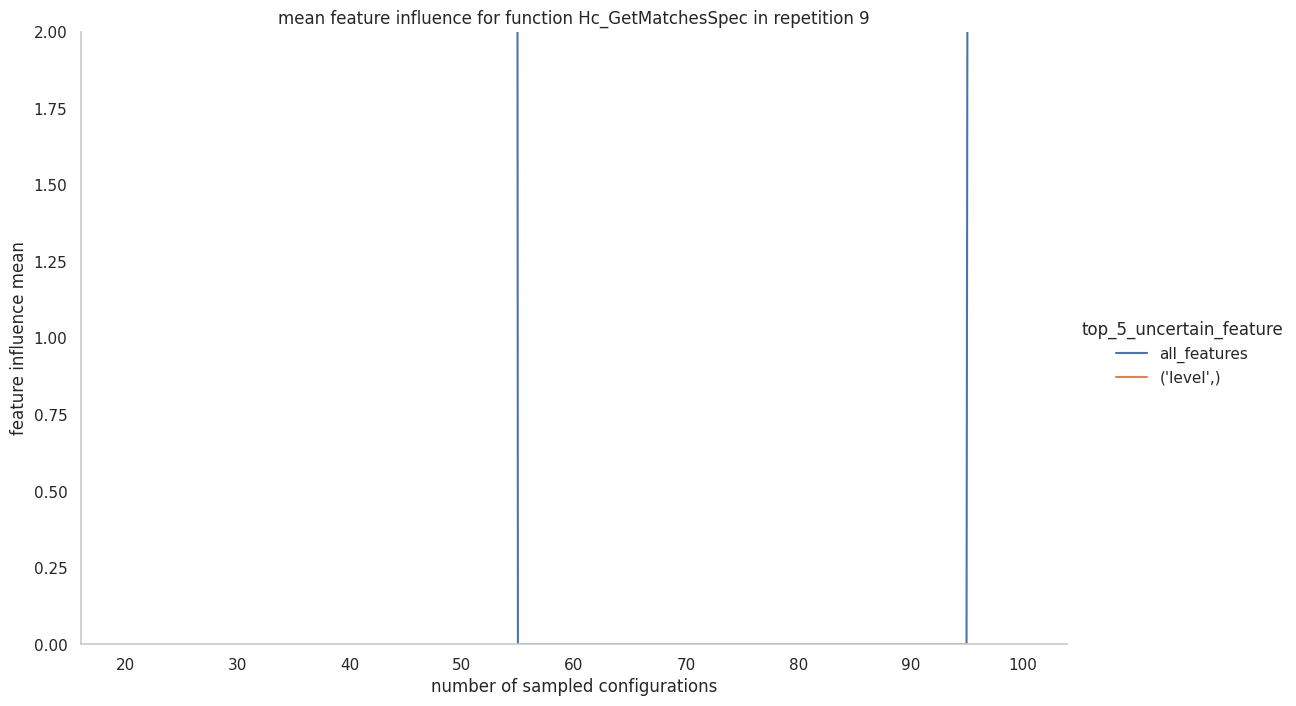 mean feature influence for function Hc_GetMatchesSpec in repetition 9
2.00
1.75
1.50
1.25
1.00
0.75
0.50
0.25
0.00
feature influence mean
20 30 40 50 60 70 80 90 100
number of sampled configurations
top_5_uncertain_feature
all_features
('level',)